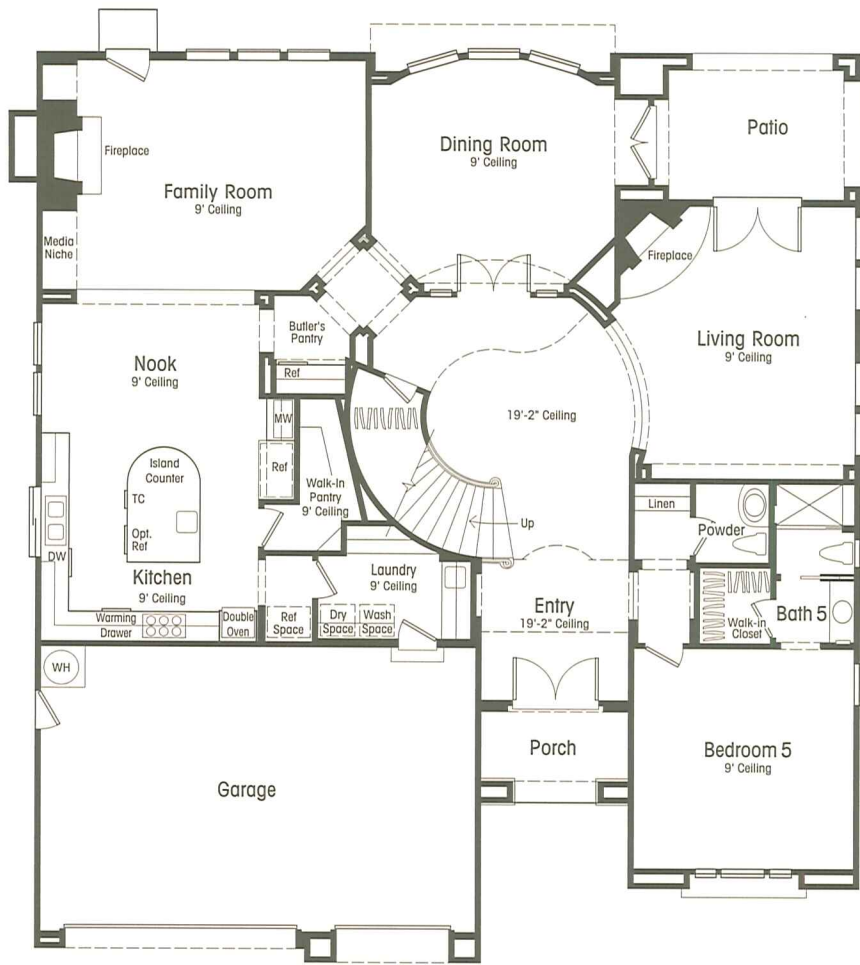 Fireplace
Family Room
9' Ceiling
Media
Niche
Dining Room
9' Ceiling
Patio
Fireplace
Living Room
9' Ceiling
Butler's
Pantry
Ref
Nook
9' Ceiling
MW
Ref
Walk-In
Pantry
9' Ceiling
19'-2" Ceiling
Island
Counter
TC
Opt.
Ref
DW
Kitchen
9' Ceiling
Warming
Drawer
Double
Oven
Ref
Space
Laundry
9' Ceiling
Dry
Space
Wash
Space
Up
Entry
19'-2" Ceiling
Linen
Powder
Walk-in
Closet
Bath 5
WH
Garage
Porch
Bedroom 5
9' Ceiling